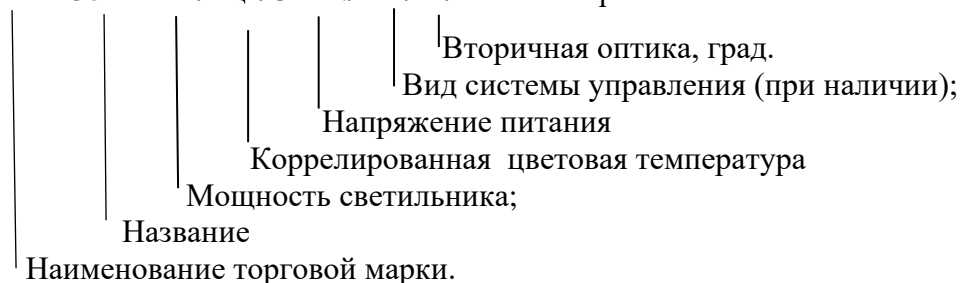 Вторичная оптика, град.
Вид системы управления (при наличии);
Напряжение питания
Коррелированная цветовая температура
Мощность светильника;
Название
Наименование торговой марки.